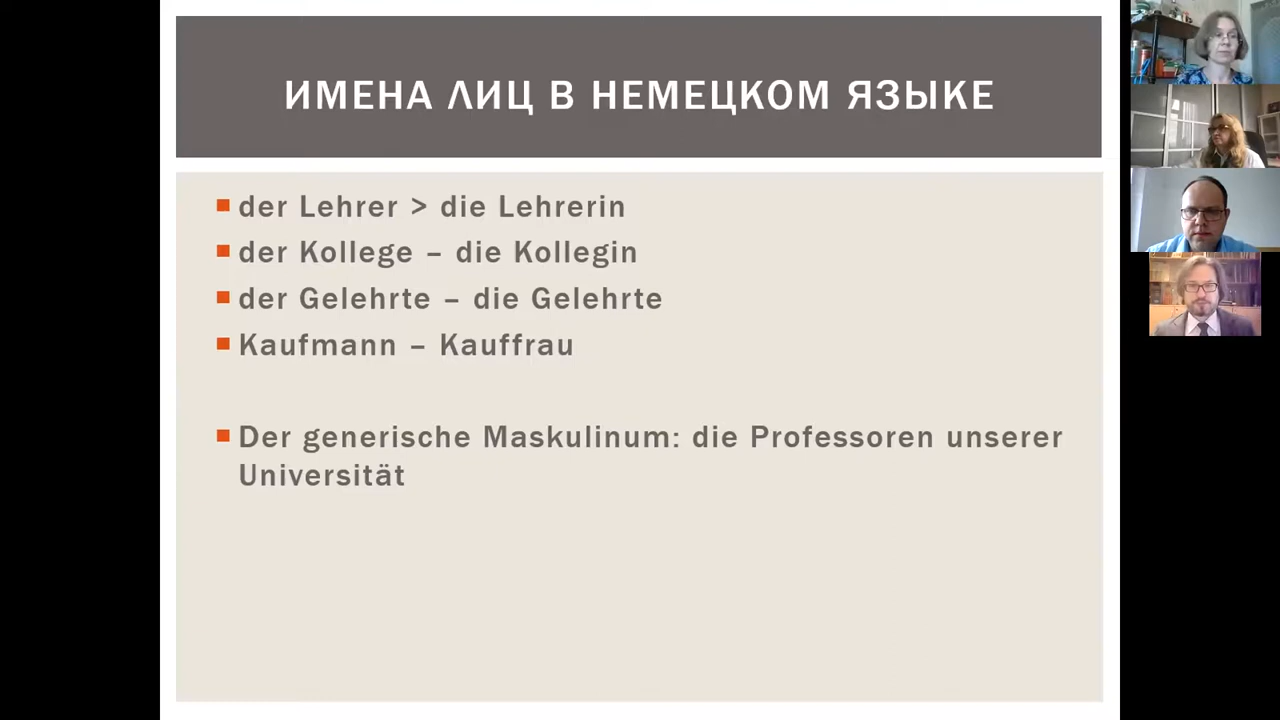 ИМЕНА ЛИЦ В НЕМЕЦКОМ ЯЗЫКЕ
der Lehrer > die Lehrerin
der Kollege – die Kollegin
der Gelehrte – die Gelehrte
Kaufmann – Kauffrau
Der generische Maskulinum: die Professoren unserer
Universität